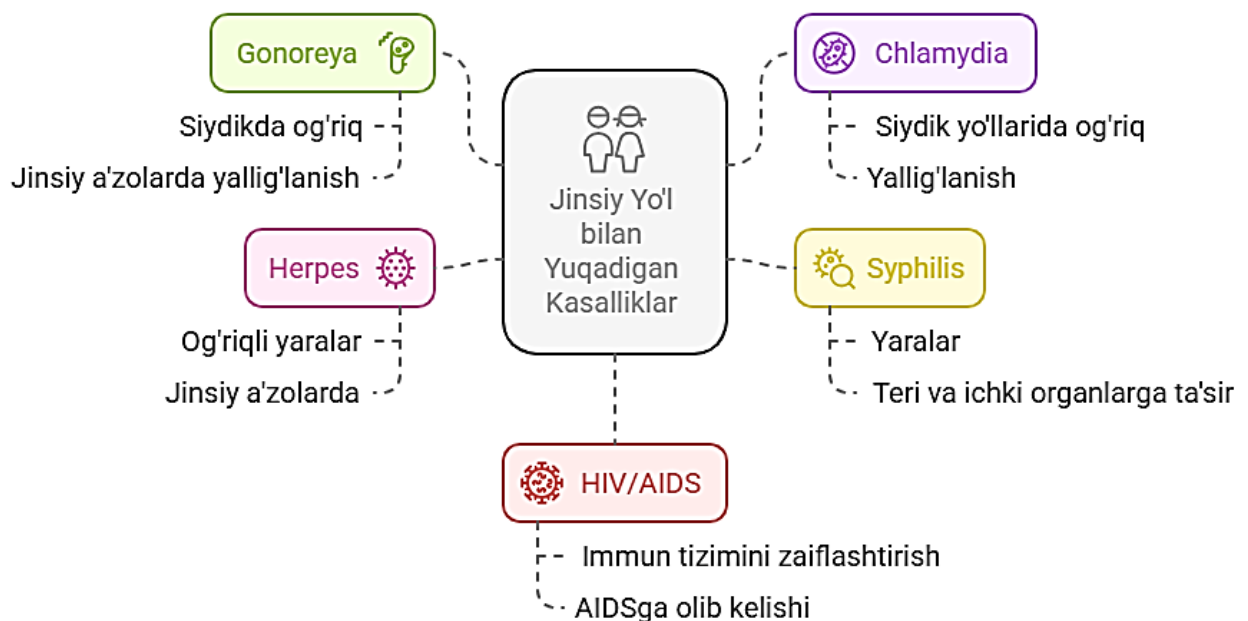 Gonoreya
Siydikda og'riq
Jinsiy a'zolarda yallig'lanish
Herpes
Og'riqli yaralar
Jinsiy a'zolarda
Jinsiy Yo'l
bilan
Yuqadigan
Kasalliklar
Chlamydia
Siydik yo'llarida og'riq
Yallig'lanish
Syphilis
Yaralar
Teri va ichki organlarga ta'sir
HIV/AIDS
Immun tizimini zaiflashtirish
AIDSga olib kelishi